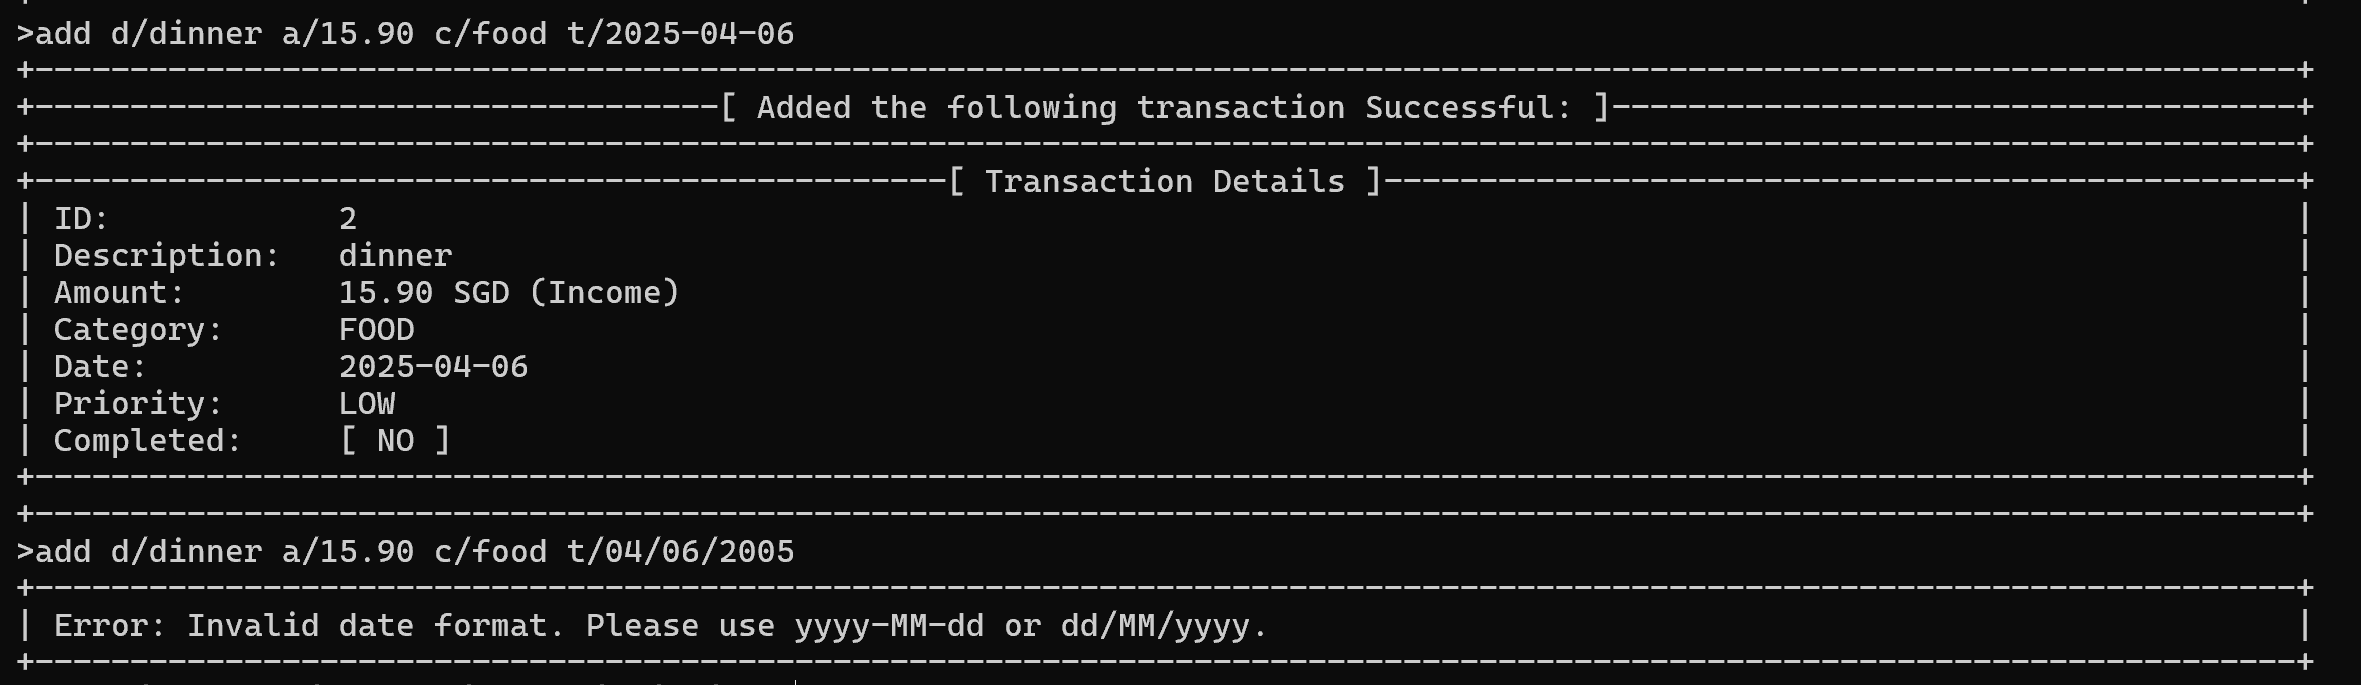 >add d/dinner a/15.90 c/food t/2025-04-06
+-----------------------------------------------------------------------------------------------------------------------+
+------------------------------------[ Added the following transaction Successful: ]------------------------------------+
+-----------------------------------------------------------------------------------------------------------------------+
+------------------------------------------------[ Transaction Details ]------------------------------------------------+
| ID:            2                                                                                                      |
| Description:   dinner                                                                                                 |
| Amount:        15.90 SGD (Income)                                                                                     |
| Category:      FOOD                                                                                                   |
| Date:          2025-04-06                                                                                             |
| Priority:      LOW                                                                                                    |
| Completed:     [ NO ]                                                                                                 |
+-----------------------------------------------------------------------------------------------------------------------+
+-----------------------------------------------------------------------------------------------------------------------+
>add d/dinner a/15.90 c/food t/04/06/2005
+-----------------------------------------------------------------------------------------------------------------------+
| Error: Invalid date format. Please use yyyy-MM-dd or dd/MM/yyyy.                                                      |
+-----------------------------------------------------------------------------------------------------------------------+